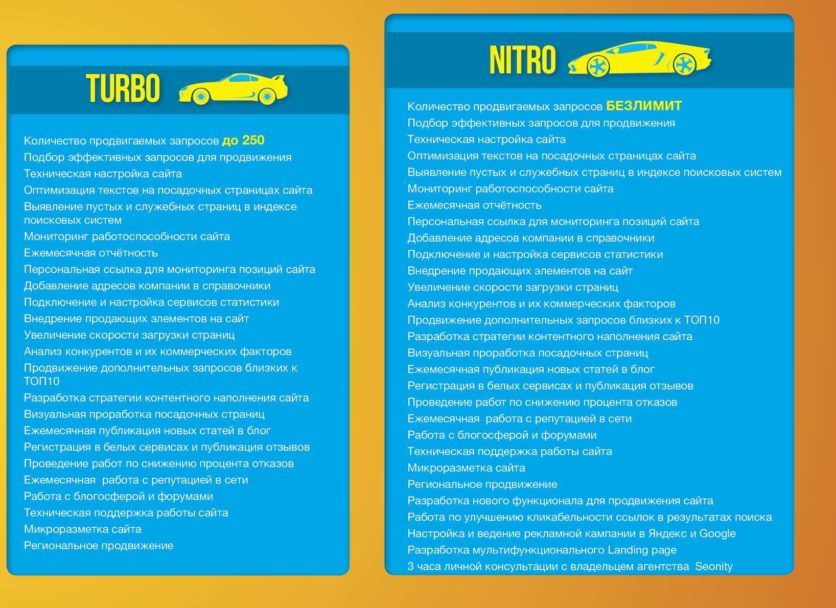 TURBO
Количество продвигаемых запросов до 250
Подбор эффективных запросов для продвижения
Техническая настройка сайта
Оптимизация текстов на посадочных страницах сайта
Выявление пустых и служебных страниц в индексе
поисковых систем
Мониторинг работоспособности сайта
Ежемесячная отчётность
Персональная ссылка для мониторинга позиций сайта
Добавление адресов компании в справочники
Подключение и настройка сервисов статистики
Внедрение продающих элементов на сайт
Увеличение скорости загрузки страниц
Анализ конкурентов и их коммерческих факторов
Продвижение дополнительных запросов близких к
ТОП10
Разработка стратегии контентного наполнения сайта
Визуальная проработка посадочных страниц
Ежемесячная публикация новых статей в блог
Регистрация в белых сервисах и публикация отзывов
Проведение работ по снижению процента отказов
Ежемесячная  работа с репутацией в сети
Работа с блогосферой и форумами
Техническая поддержка работы сайта
Микроразметка сайта
Региональное продвижение
NITRO
Количество продвигаемых запросов БЕЗЛИМИТ
Подбор эффективных запросов для продвижения
Техническая настройка сайта
Оптимизация текстов на посадочных страницах сайта
Выявление пустых и служебных страниц в индексе поисковых систем
Мониторинг работоспособности сайта
Ежемесячная отчётность
Персональная ссылка для мониторинга позиций сайта
Добавление адресов компании в справочники
Подключение и настройка сервисов статистики
Внедрение продающих элементов на сайт
Увеличение скорости загрузки страниц
Анализ конкурентов и их коммерческих факторов
Продвижение дополнительных запросов близких к ТОП10
Разработка стратегии контентного наполнения сайта
Визуальная проработка посадочных страниц
Ежемесячная публикация новых статей в блог
Регистрация в белых сервисах и публикация отзывов
Проведение работ по снижению процента отказов
Ежемесячная  работа с репутацией в сети
Работа с блогосферой и форумами
Техническая поддержка работы сайта
Микроразметка сайта
Региональное продвижение
Разработка нового функционала для продвижения сайта
Работа по улучшению кликабельности ссылок в результатах поиска
Настройка и ведение рекламной кампании в Яндекс и Google
Разработка мультифункционального Landing page
3 часа личной консультации с владельцем агентства  Seonity